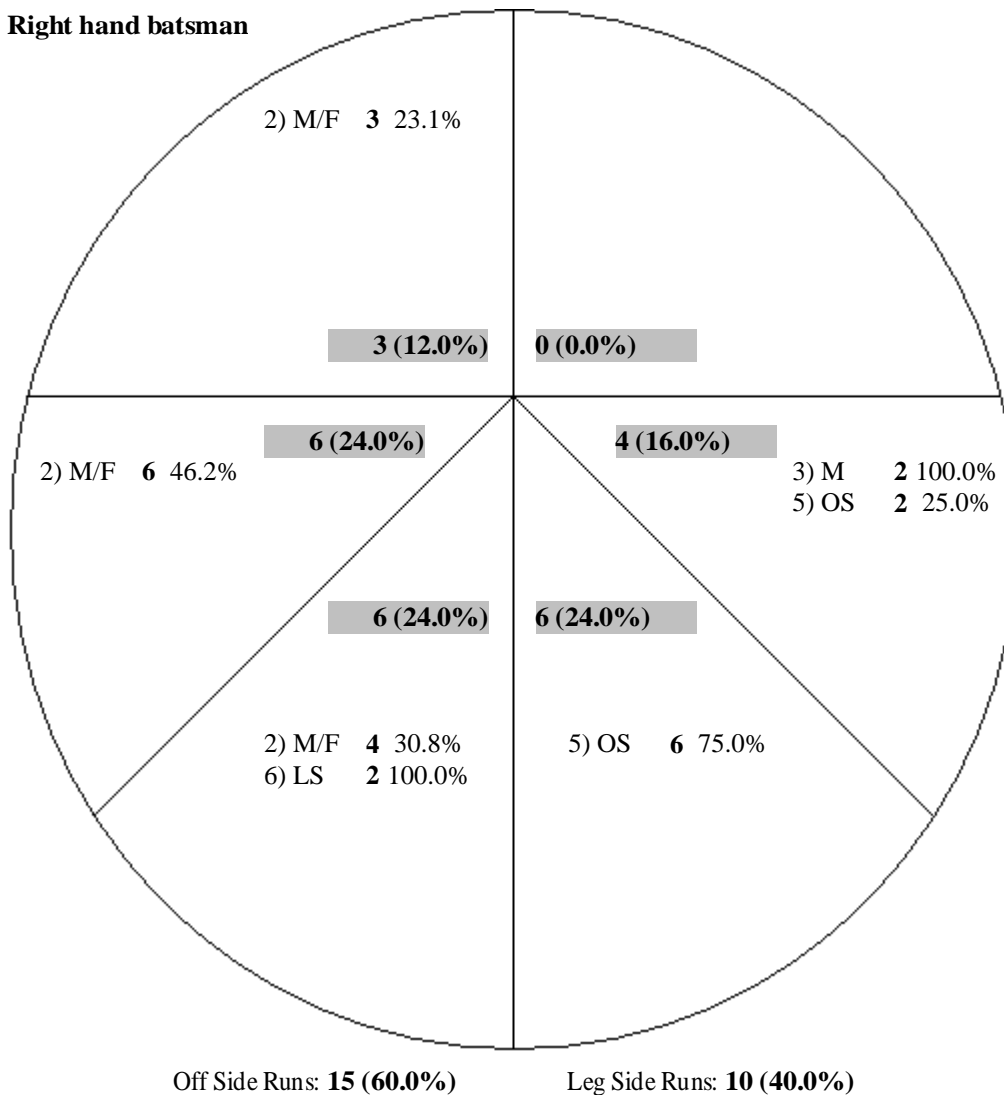 Right hand batsman
2) M/F 3 23.1%
3 (12.0%) 0 (0.0%)
6 (24.0%) 4 (16.0%)
2) M/F 6 46.2% 3) M 2 100.0%
5) OS 2 25.0%
6 (24.0%) 6 (24.0%)
2) M/F 4 30.8% 5) OS 6 75.0%
6) LS 2 100.0%
Off Side Runs: 15 (60.0%) Leg Side Runs: 10 (40.0%)